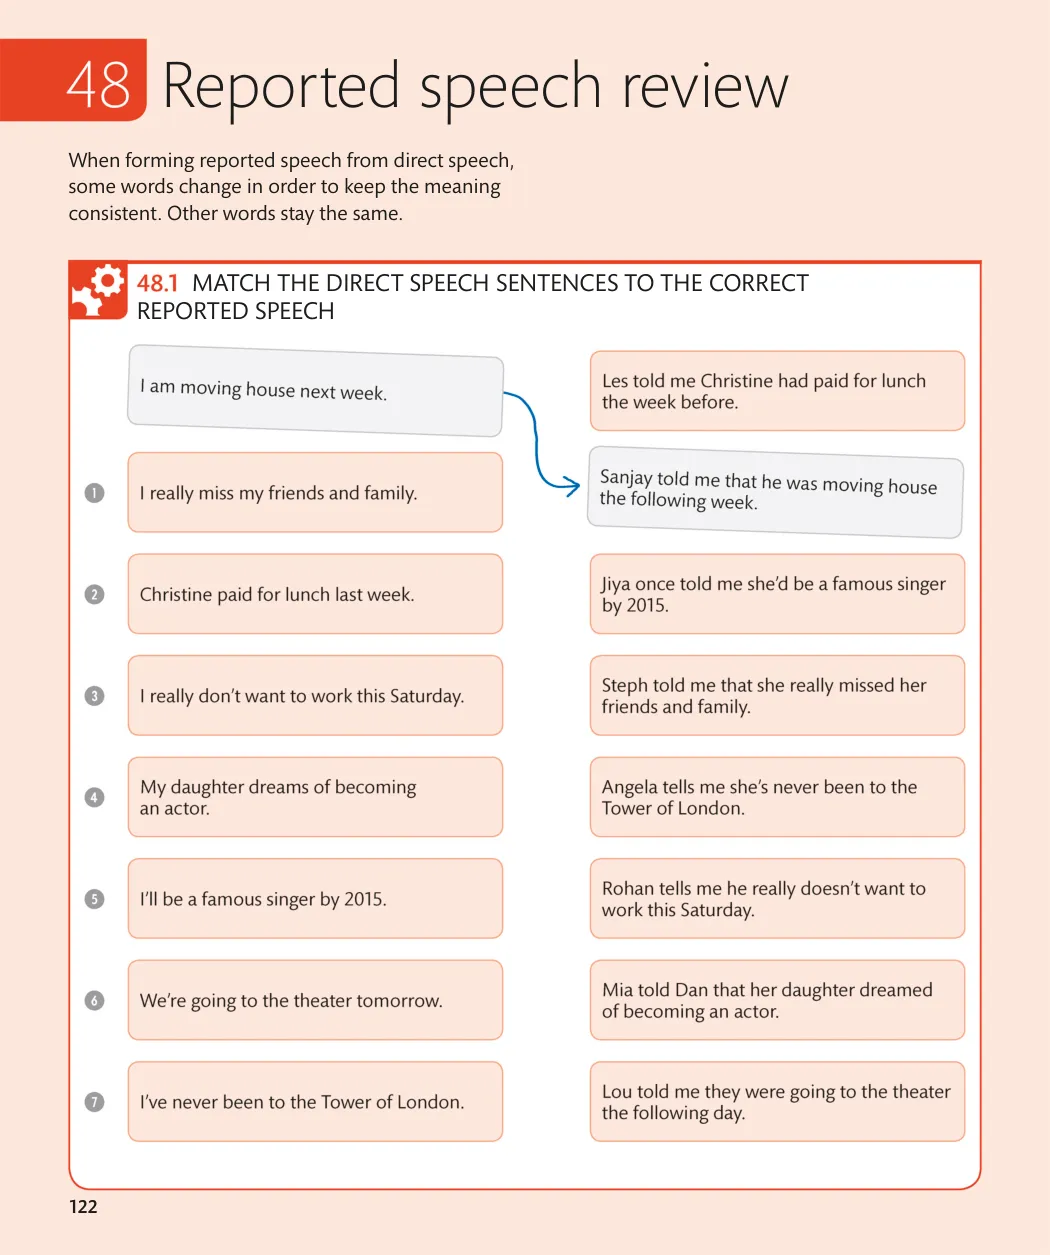 48 Reported speech review
When forming reported speech from direct speech,
some words change in order to keep the meaning
consistent. Other words stay the same.
48.1 MATCH THE DIRECT SPEECH SENTENCES TO THE CORRECT
REPORTED SPEECH
I am moving house next week.
Les told me Christine had paid for lunch
the week before.
1 I really miss my friends and family.
Sanjay told me that he was moving house
the following week.
2 Christine paid for lunch last week.
Jiya once told me she’d be a famous singer
by 2015.
3 I really don’t want to work this Saturday.
Steph told me that she really missed her
friends and family.
4 My daughter dreams of becoming
an actor.
Angela tells me she’s never been to the
Tower of London.
5 I’ll be a famous singer by 2015.
Rohan tells me he really doesn’t want to
work this Saturday.
6 We’re going to the theater tomorrow.
Mia told Dan that her daughter dreamed
of becoming an actor.
7 I’ve never been to the Tower of London.
Lou told me they were going to the theater
the following day.
122